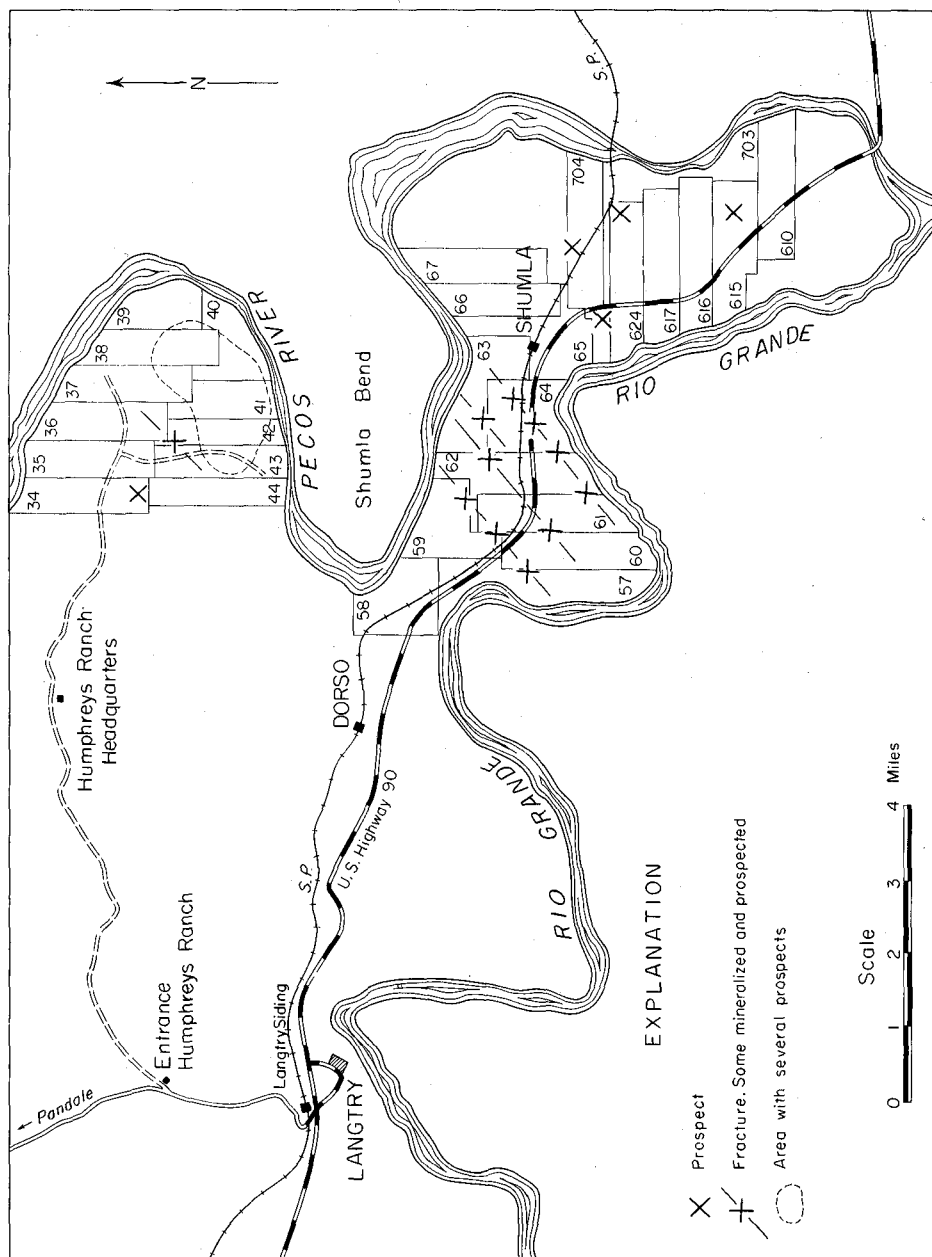 N
Pandale
Entrance
Humphreys Ranch
Humphreys Ranch
Headquarters
34
35
36
37
38
39
40
41
42
43
44
PECOS RIVER
Shumla Bend
Langtry Siding
LANGTRY
S.P.
U.S. Highway 90
DORSO
58
59
62
63
66
67
SHUMLA
S.P.
57
60
61
64
65
704
624
617
616
615
703
610
RIO GRANDE
RIO GRANDE
EXPLANATION
Prospect
Fracture. Some mineralized and prospected
Area with several prospects
Scale
0 1 2 3 4 Miles